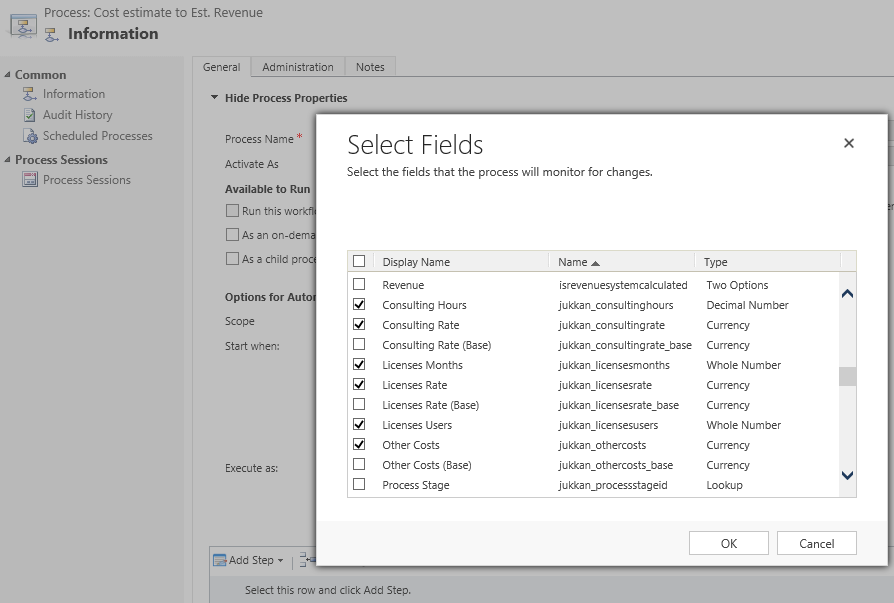 Process: Cost estimate to Est. Revenue
Information
Common
Information
Audit History
Scheduled Processes
Process Sessions
Process Sessions
General Administration Notes
Hide Process Properties
Process Name *
Activate As
Available to Run
Run this workfl
As an on-dema
As a child proce
Options for Autor
Scope
Start when:
Execute as:
Add Step
Select this row and click Add Step.
Select Fields
Select the fields that the process will monitor for changes.
Display Name Name Type
Revenue isrevenuesystemcalculated Two Options
Consulting Hours jukkan_consultinghours Decimal Number
Consulting Rate jukkan_consultingrate Currency
Consulting Rate (Base) jukkan_consultingrate_base Currency
Licenses Months jukkan_licensesmonths Whole Number
Licenses Rate jukkan_licensesrate Currency
Licenses Rate (Base) jukkan_licensesrate_base Currency
Licenses Users jukkan_licensesusers Whole Number
Other Costs jukkan_othercosts Currency
Other Costs (Base) jukkan_othercosts_base Currency
Process Stage jukkan_processstageid Lookup
OK Cancel